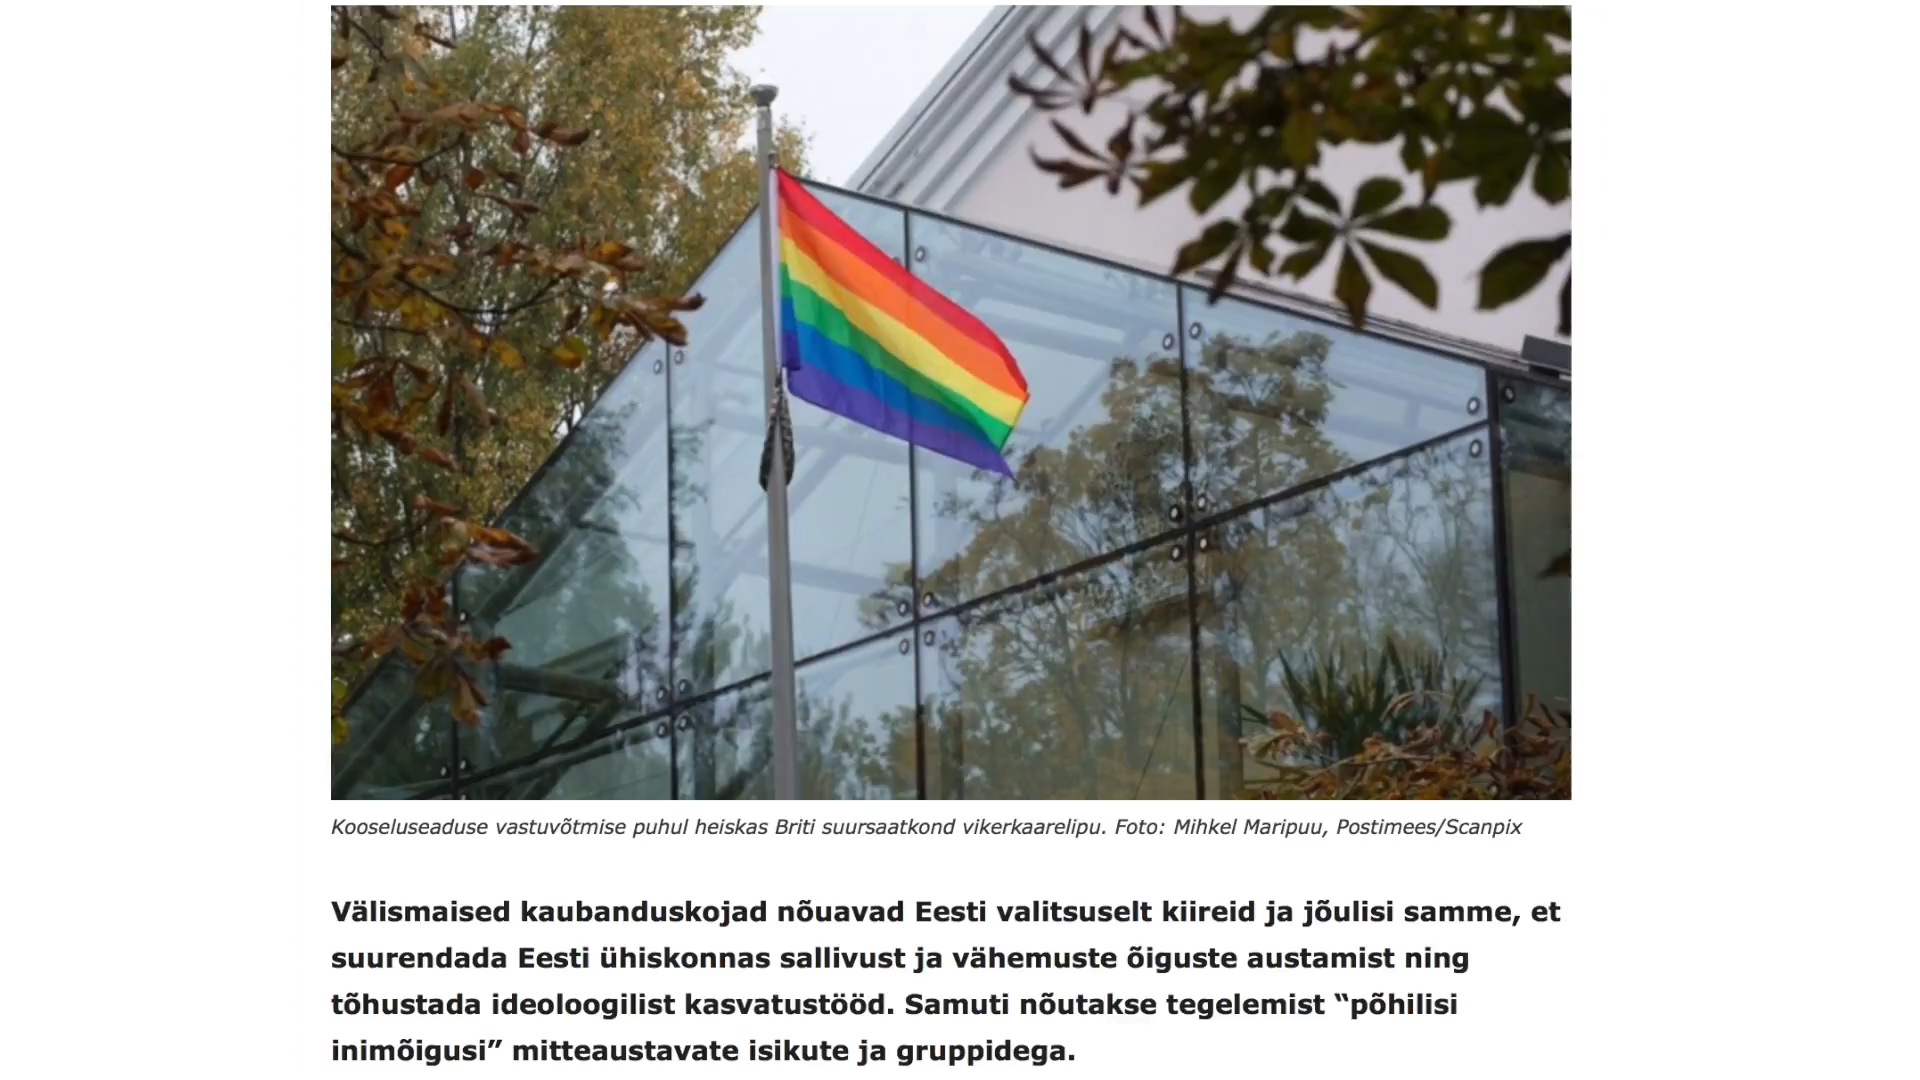 Kooseluseaduse vastuvõtmise puhul heiskas Briti suursaatkond vikerkaarelipu. Foto: Mihkel Maripuu, Postimees/Scanpix
Välismaised kaubanduskojad nõuavad Eesti valitsuselt kiireid ja jõulisi samme, et
suurendada Eesti ühiskonnas sallivust ja vähemuste õiguste austamist ning
tõhustada ideoloogilist kasvatustööd. Samuti nõutakse tegelemist “põhilisi
inimõigusi” mitteaustavate isikute ja gruppidega.